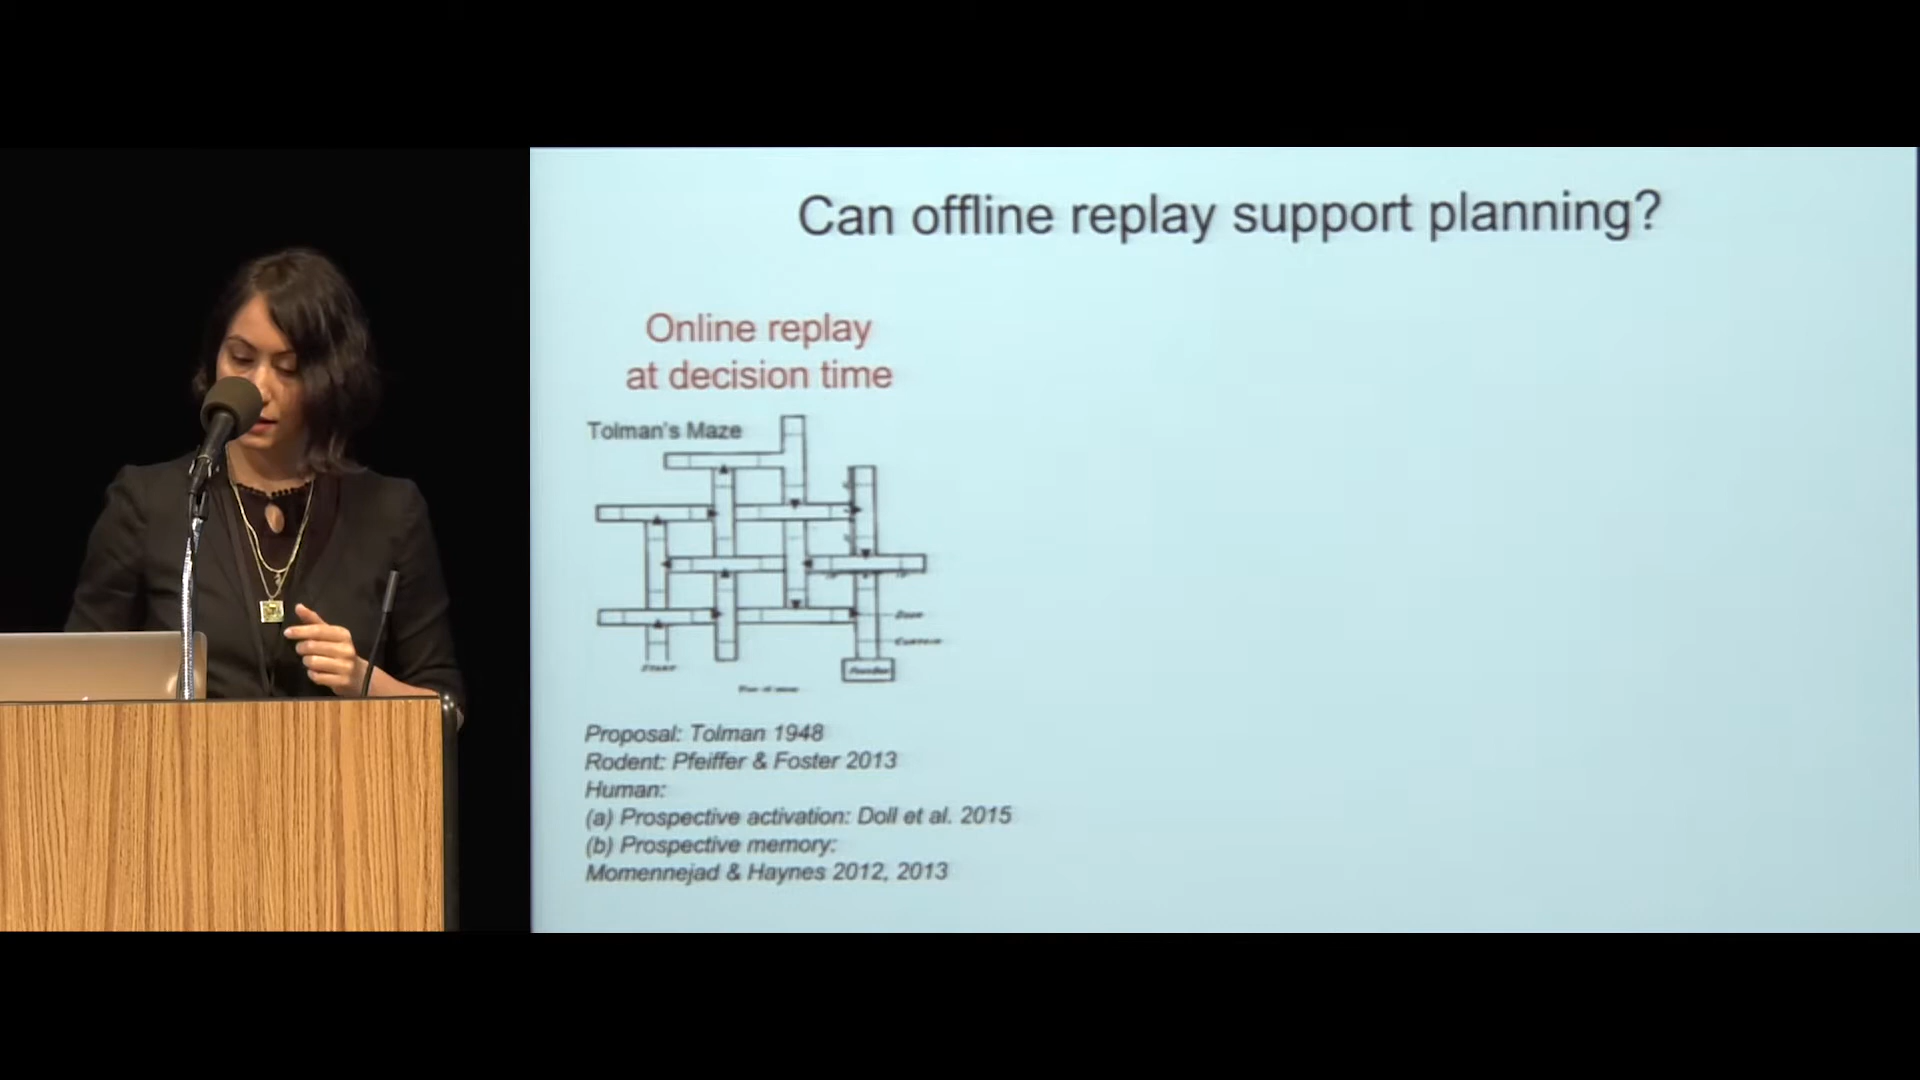 Can offline replay support planning?
Online replay
at decision time
Tolman's Maze
Proposal: Tolman 1948
Rodent: Pfeiffer & Foster 2013
Human:
(a) Prospective activation: Doll et al. 2015
(b) Prospective memory:
Momennejad & Haynes 2012, 2013